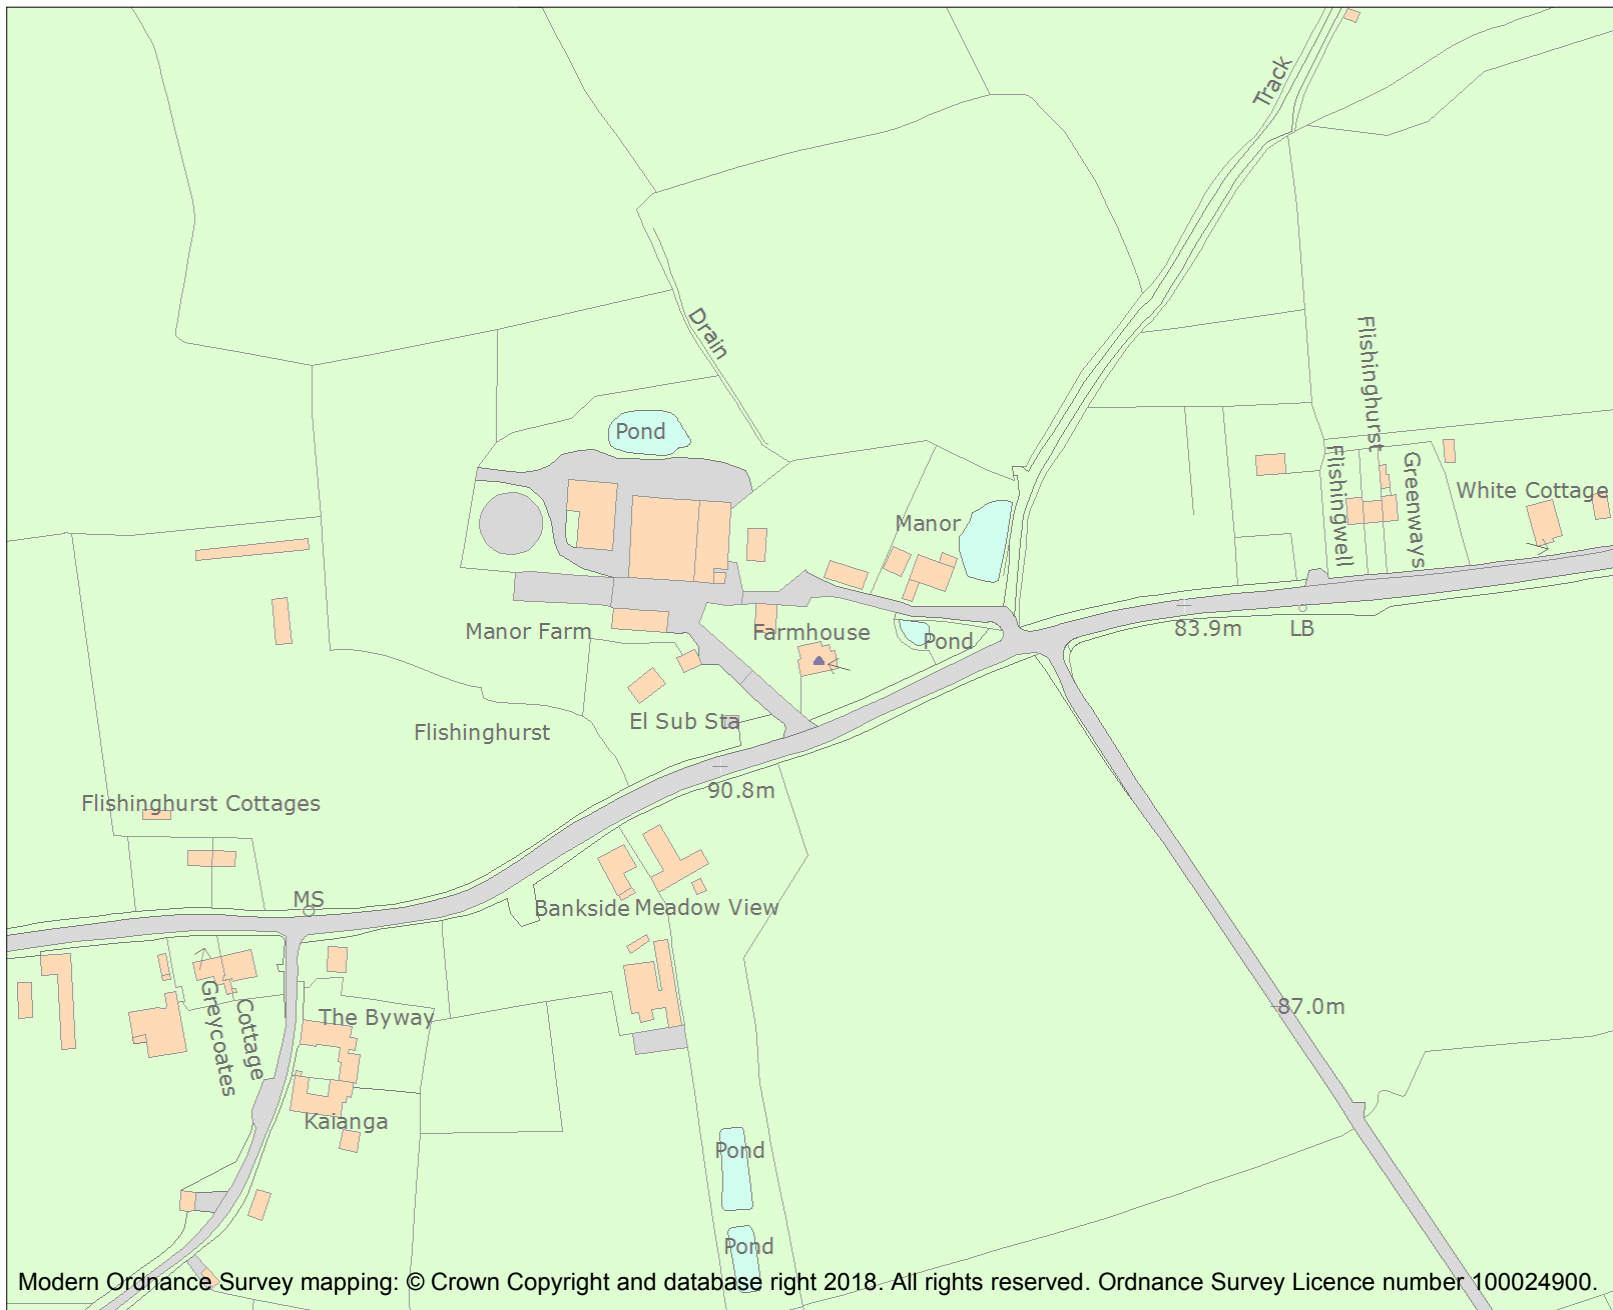 Track
Drain
Flishinghurst
Pond
Flishingwell
Greenways
White Cottage
Manor
Manor Farm
Farmhouse
Pond
83.9m
LB
El Sub Sta
Flishinghurst
90.8m
Flishinghurst Cottages
MS
Bankside
Meadow View
Greycoates
Cottage
The Byway
87.0m
Kaianga
Pond
Pond
Modern Ordnance Survey mapping: © Crown Copyright and database right 2018. All rights reserved. Ordnance Survey Licence number 100024900.